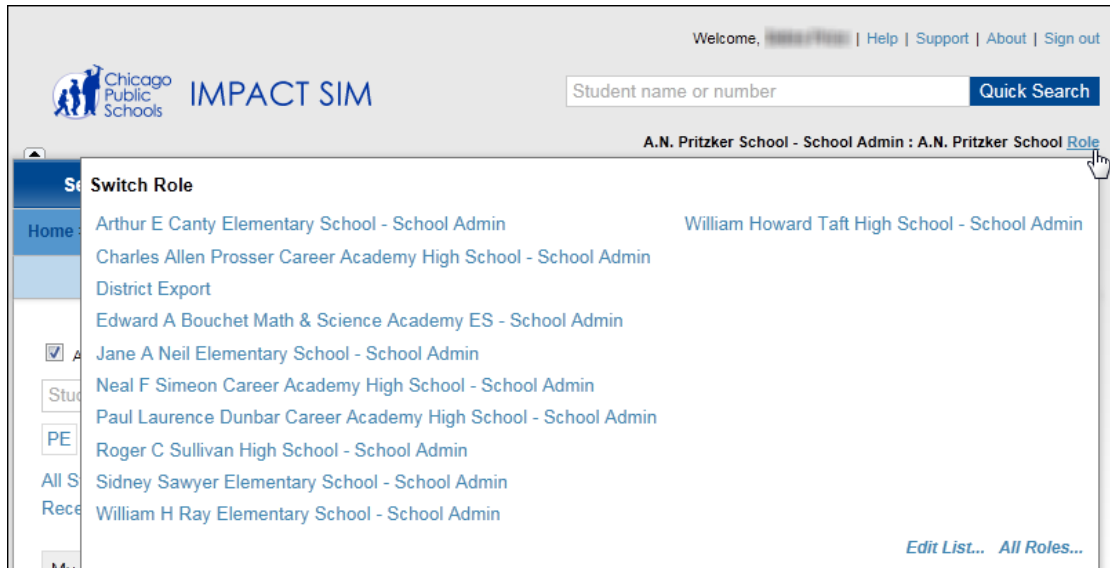 Welcome, | Help | Support | About | Sign out
Chicago
Public
Schools
IMPACT SIM
Student name or number
Quick Search
A.N. Pritzker School - School Admin : A.N. Pritzker School Role
Switch Role
Home
Arthur E Canty Elementary School - School Admin
William Howard Taft High School - School Admin
Charles Allen Prosser Career Academy High School - School Admin
District Export
Edward A Bouchet Math & Science Academy ES - School Admin
Jane A Neil Elementary School - School Admin
Neal F Simeon Career Academy High School - School Admin
Paul Laurence Dunbar Career Academy High School - School Admin
PE
Roger C Sullivan High School - School Admin
All S
Sidney Sawyer Elementary School - School Admin
Rece
William H Ray Elementary School - School Admin
Edit List... All Roles...